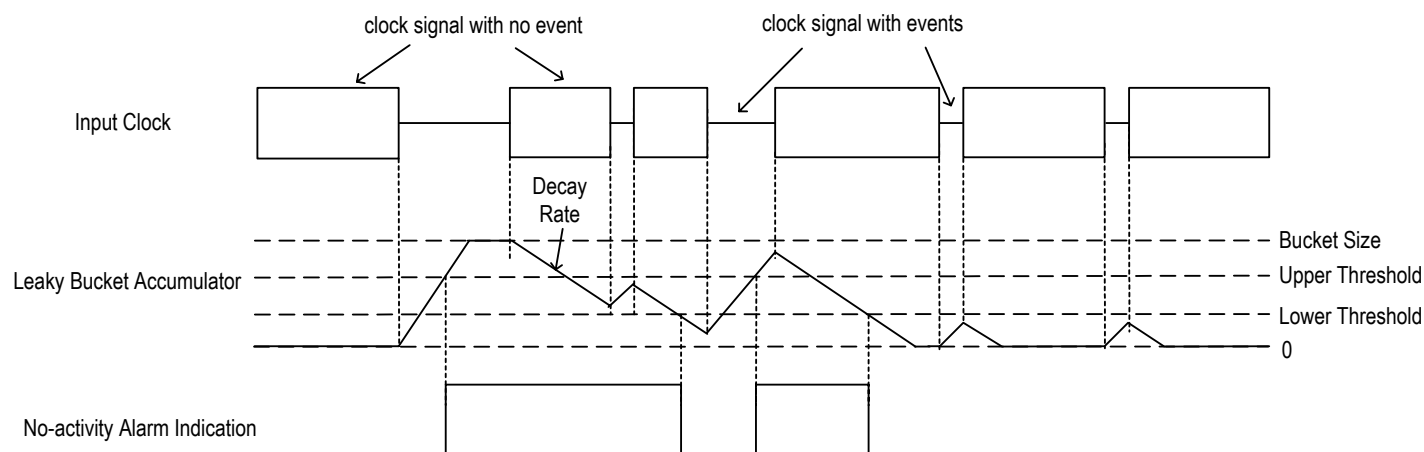 clock signal with no event
clock signal with events
Input Clock
Decay
Rate
Bucket Size
Leaky Bucket Accumulator
Upper Threshold
Lower Threshold
0
No-activity Alarm Indication